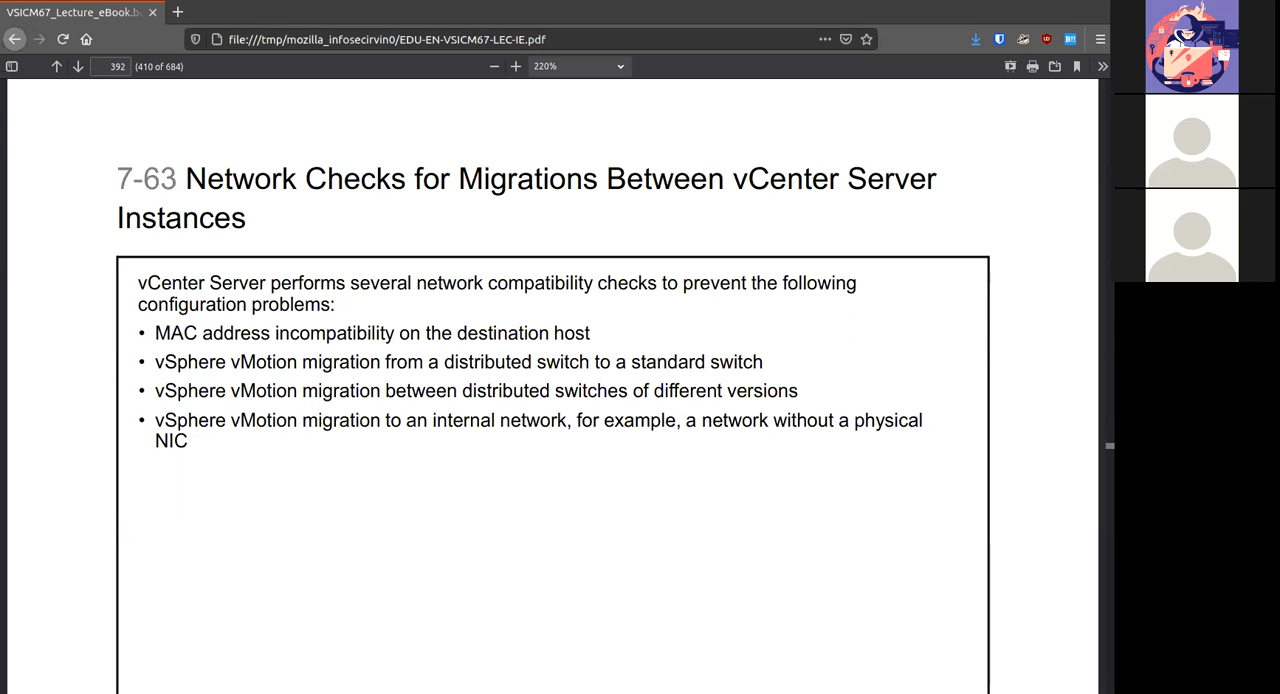 VSICM67_Lecture_eBook.b
file:///tmp/mozilla_infosecirvin0/EDU-EN-VSICM67-LEC-IE.pdf
392 (410 of 684)
220%
7-63 Network Checks for Migrations Between vCenter Server
Instances
vCenter Server performs several network compatibility checks to prevent the following
configuration problems:
• MAC address incompatibility on the destination host
• vSphere vMotion migration from a distributed switch to a standard switch
• vSphere vMotion migration between distributed switches of different versions
• vSphere vMotion migration to an internal network, for example, a network without a physical
NIC